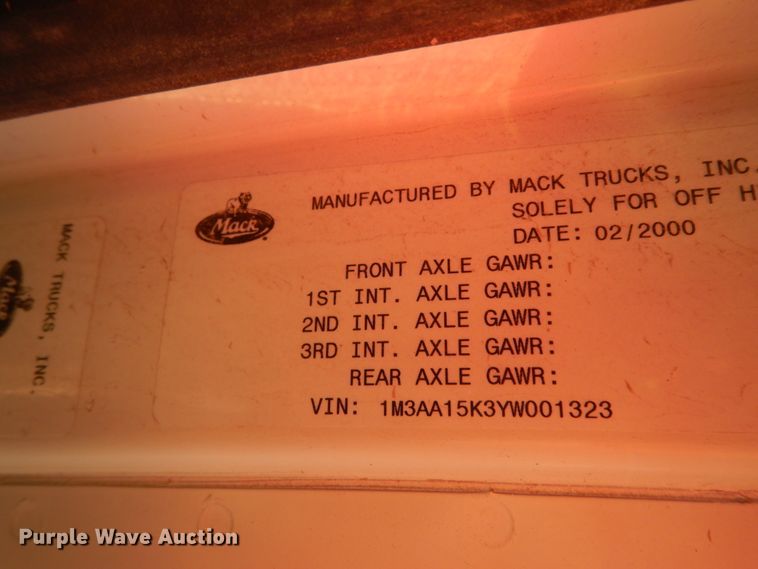 MANUFACTURED BY MACK TRUCKS, INC.
SOLELY FOR OFF H
DATE: 02/2000
FRONT AXLE GAWR:
1ST INT. AXLE GAWR:
2ND INT. AXLE GAWR:
3RD INT. AXLE GAWR:
REAR AXLE GAWR:
VIN: 1M3AA15K3YW001323
Mack
MACK TRUCKS, INC.
Mack
Purple Wave Auction